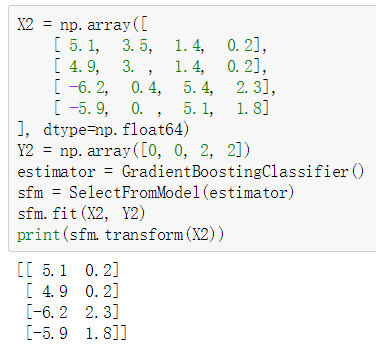 X2 = np.array([
    [ 5.1,  3.5,  1.4,  0.2],
    [ 4.9,  3. ,  1.4,  0.2],
    [ -6.2,  0.4,  5.4,  2.3],
    [ -5.9,  0. ,  5.1,  1.8]
], dtype=np.float64)
Y2 = np.array([0, 0, 2, 2])
estimator = GradientBoostingClassifier()
sfm = SelectFromModel(estimator)
sfm.fit(X2, Y2)
print(sfm.transform(X2))
[[ 5.1  0.2]
 [ 4.9  0.2]
 [-6.2  2.3]
 [-5.9  1.8]]